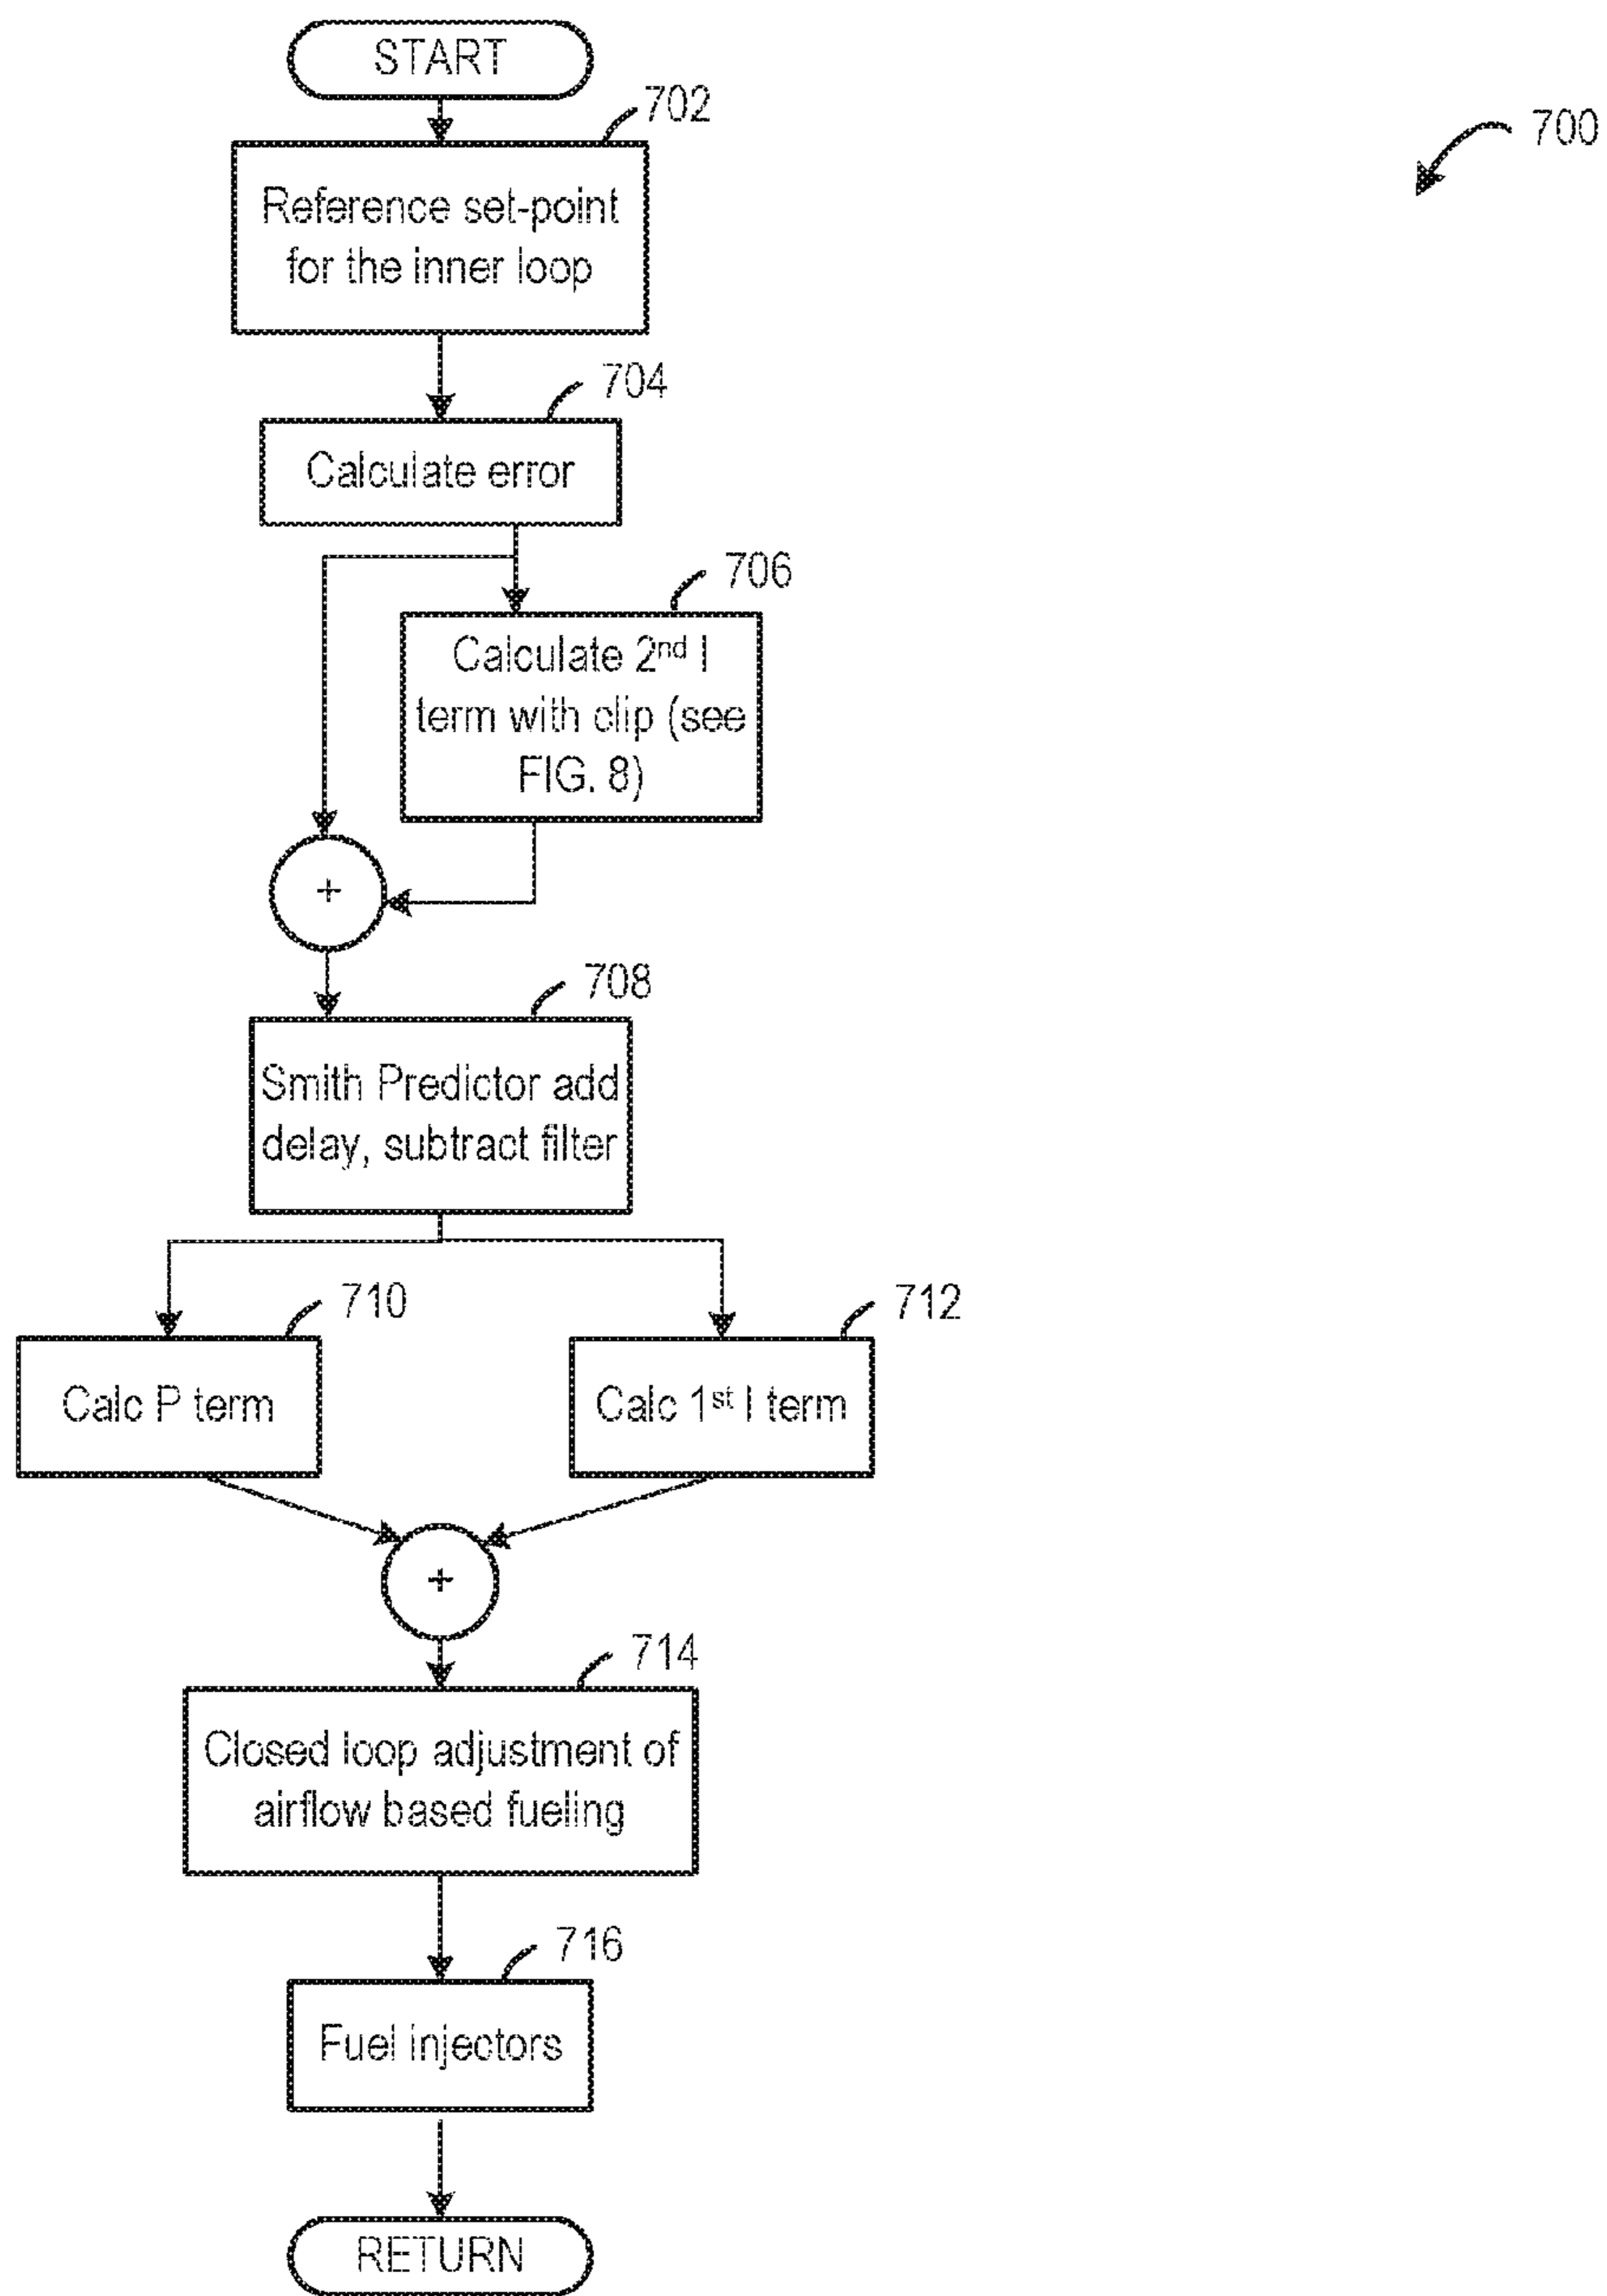 START
702
700
Reference set-point
for the inner loop
704
Calculate error
706
Calculate 2nd I
term with clip (see
FIG. 8)
+
708
Smith Predictor add
delay, subtract filter
710
712
Calc P term
Calc 1st I term
+
714
Closed loop adjustment of
airflow based fueling
716
Fuel injectors
RETURN